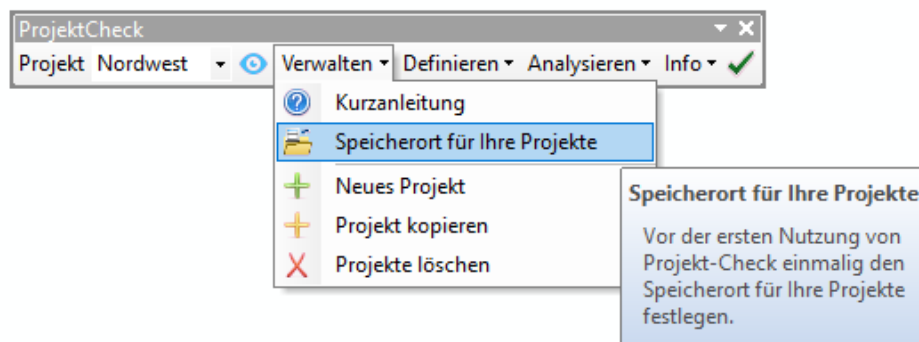 ProjektCheck
Projekt Nordwest Verwalten Definieren Analysieren Info
Kurzanleitung
Speicherort für Ihre Projekte
Neues Projekt
Projekt kopieren
Projekte löschen
Speicherort für Ihre Projekte
Vor der ersten Nutzung von
Projekt-Check einmalig den
Speicherort für Ihre Projekte
festlegen.